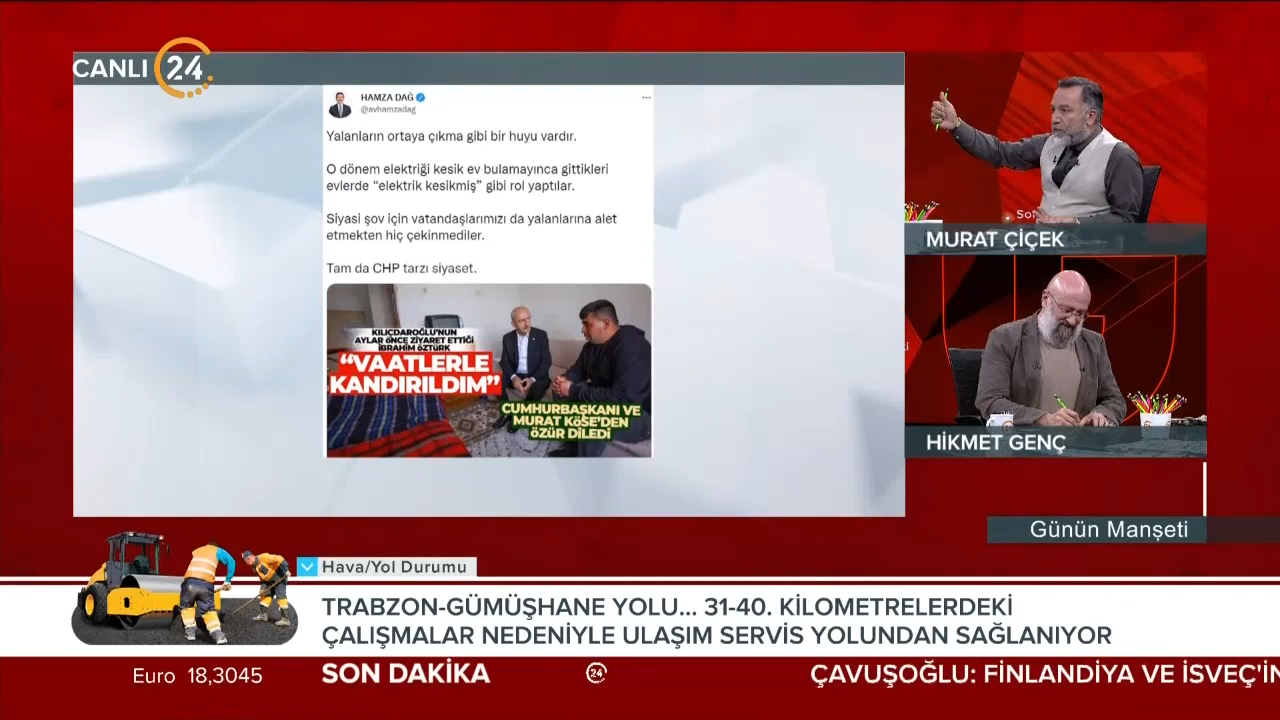 CANLI 24
HAMZA DAĞ
@avhamzadag
Yalanların ortaya çıkma gibi bir huyu vardır.
O dönem elektriği kesik ev bulamayınca gittikleri
evlerde “elektrik kesikmiş” gibi rol yaptılar.
Siyasi şov için vatandaşlarımızı da yalanlarına alet
etmekten hiç çekinmediler.
Tam da CHP tarzı siyaset.
KILIÇDAROĞLU'NUN
AYLAR ÖNCE ZİYARET ETTİĞİ
İBRAHİM ÖZTÜRK
“VAATLERLE
KANDIRILDIM”
CUMHURBAŞKANI VE
MURAT KÖSE'DEN
ÖZÜR DİLEDİ
MURAT ÇİÇEK
HİKMET GENÇ
Günün Manşeti
Hava/Yol Durumu
TRABZON-GÜMÜŞHANE YOLU... 31-40. KİLOMETRELERDEKİ
ÇALIŞMALAR NEDENİYLE ULAŞIM SERVİS YOLUNDAN SAĞLANIYOR
Euro 18,3045
SON DAKİKA
24
ÇAVUŞOĞLU: FİNLANDİYA VE İSVEÇ'İN